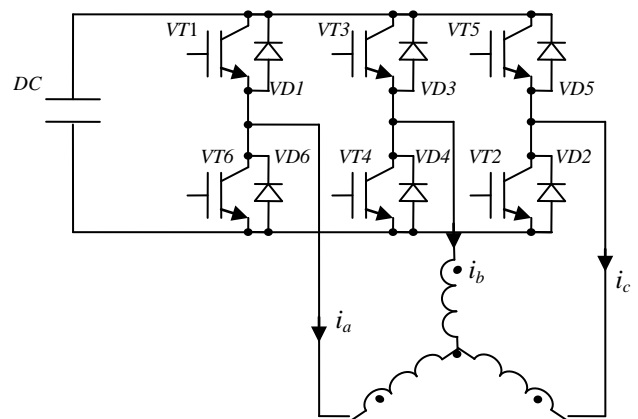 VT1 VT3 VT5
DC VD1 VD3 VD5
VT6 VD6 VT4 VD4 VT2 VD2
i_b i_c
i_a